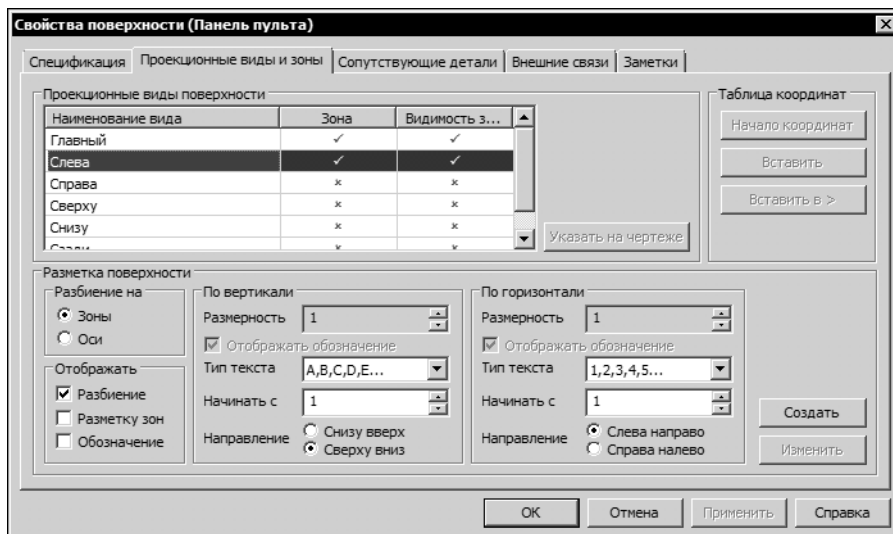 Свойства поверхности (Панель пульта)
Спецификация Проекционные виды и зоны Сопутствующие детали Внешние связи Заметки
Проекционные виды поверхности
Наименование вида Зона Видимость з...
Главный
Слева
Справа
Сверху
Снизу
Сзади
Указать на чертеже
Таблица координат
Начало координат
Вставить
Вставить в >
Разметка поверхности
Разбиение на
Зоны
Оси
Отображать
Разбиение
Разметку зон
Обозначение
По вертикали
Размерность 1
Отображать обозначение
Тип текста A,B,C,D,E...
Начинать с 1
Направление Снизу вверх
Сверху вниз
По горизонтали
Размерность 1
Отображать обозначение
Тип текста 1,2,3,4,5...
Начинать с 1
Направление Слева направо
Справа налево
Создать
Изменить
ОК Отмена Применить Справка